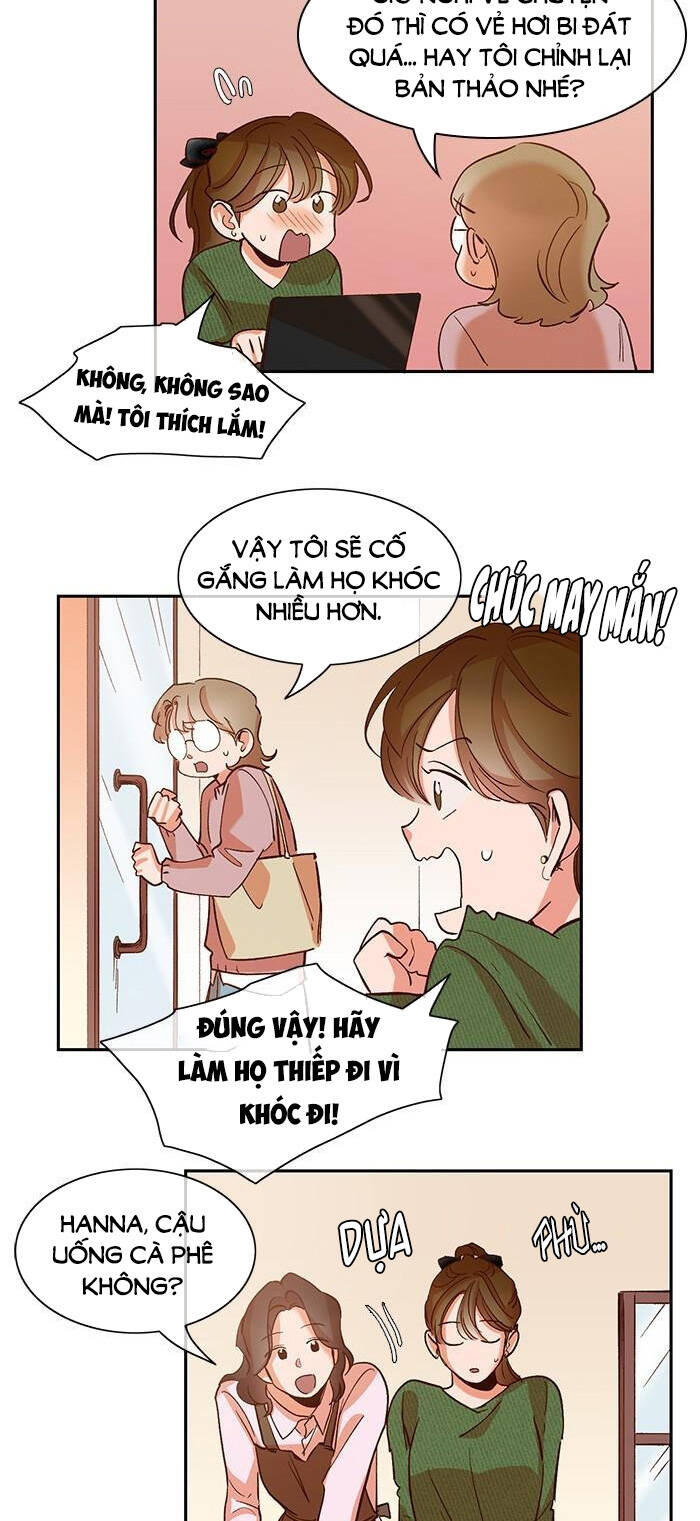 ĐÓ THÌ CÓ VẺ HƠI BI ĐÁT
QUÁ... HAY TÔI CHỈNH LẠI
BẢN THẢO NHÉ?
KHÔNG, KHÔNG SAO
MÀ! TÔI THÍCH LẮM!
VẬY TÔI SẼ CỐ
GẮNG LÀM HỌ KHÓC
NHIỀU HƠN.
CHÚC MAY MẮN!
ĐÚNG VẬY! HÃY
LÀM HỌ THIẾP ĐI VÌ
KHÓC ĐI!
HANNA, CẬU
UỐNG CÀ PHÊ
KHÔNG?
DỰA
PHÙ...